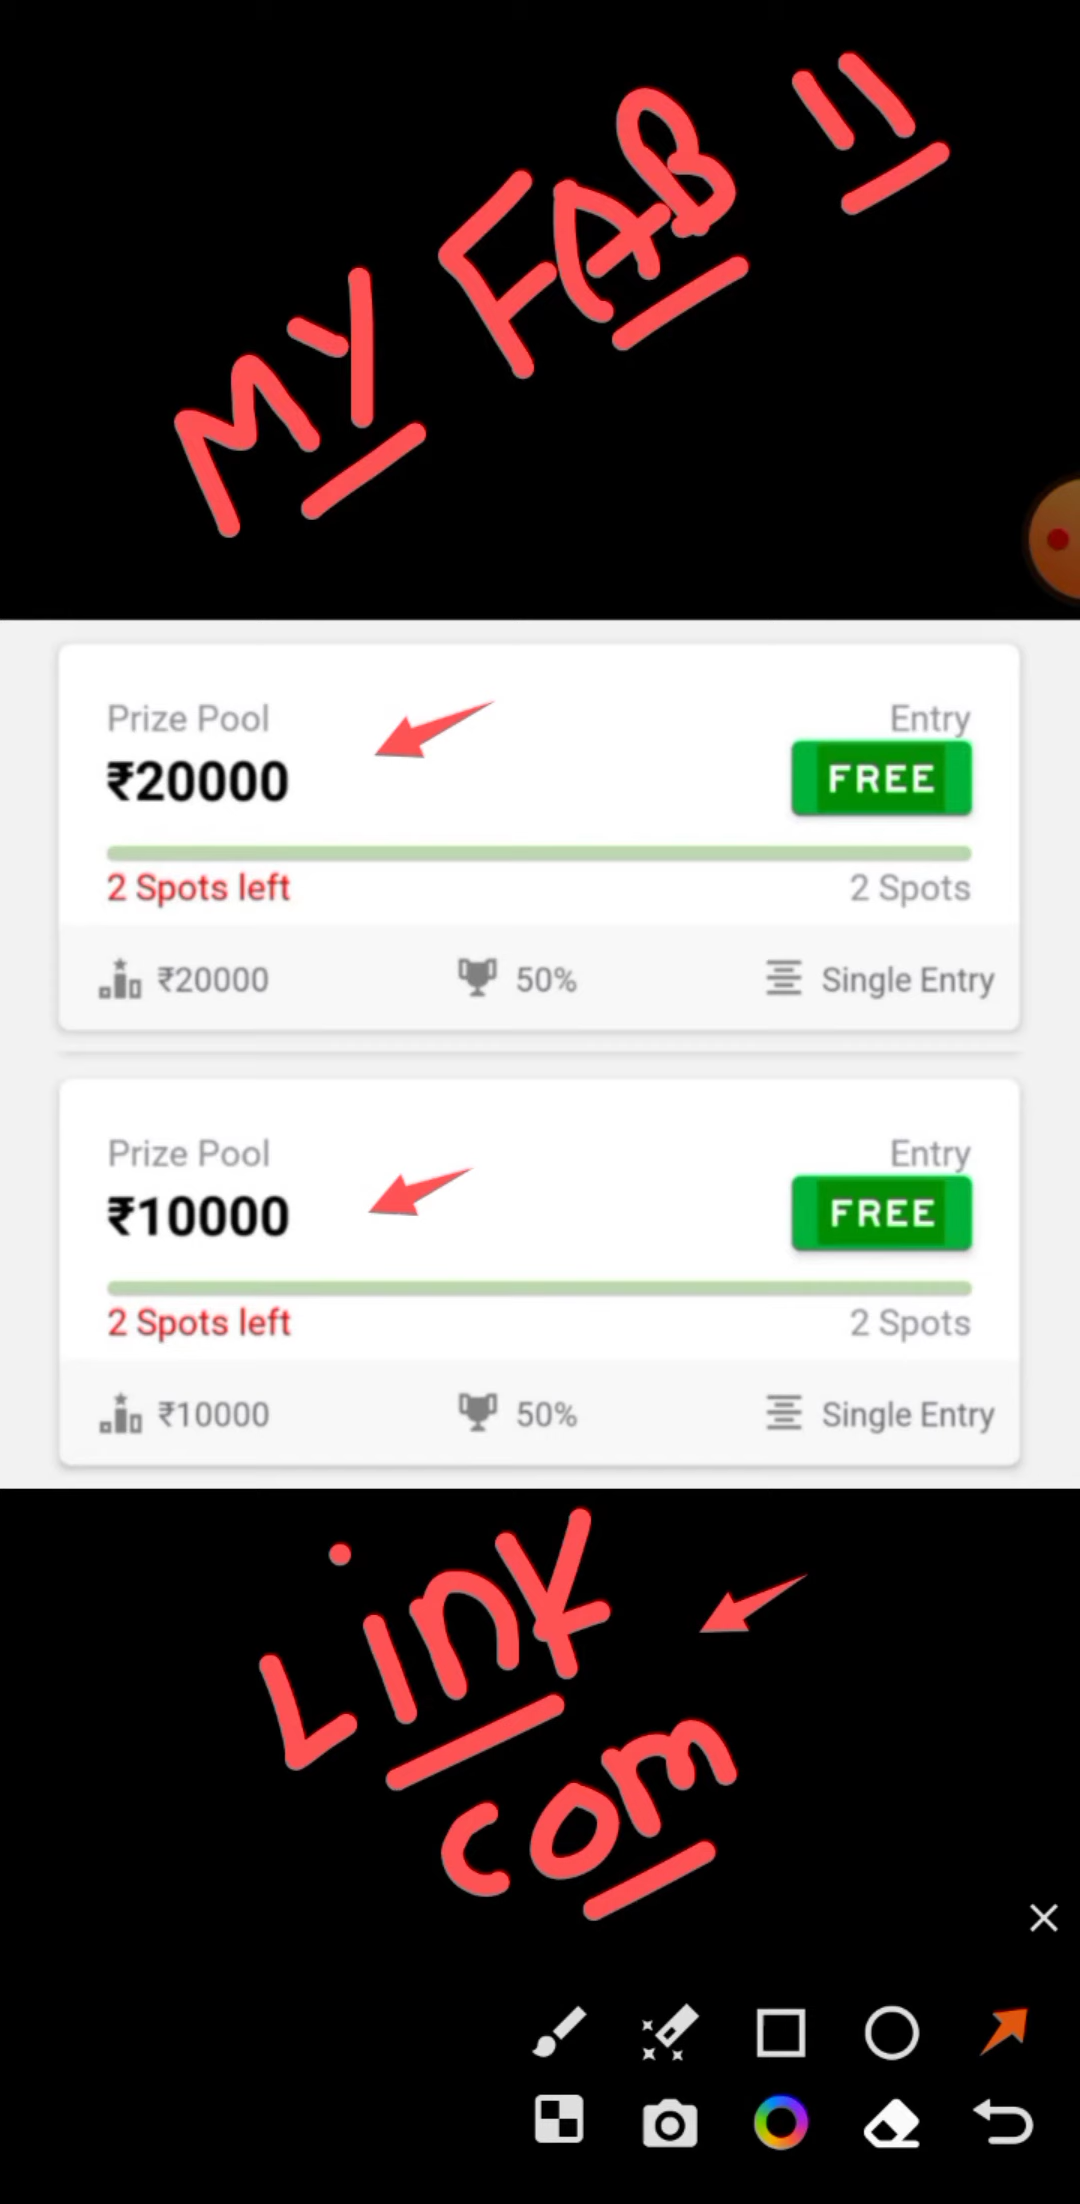 MY FAB 11
Prize Pool Entry
₹20000 FREE
2 Spots left 2 Spots
₹20000 50% Single Entry
Prize Pool Entry
₹10000 FREE
2 Spots left 2 Spots
₹10000 50% Single Entry
Link
com